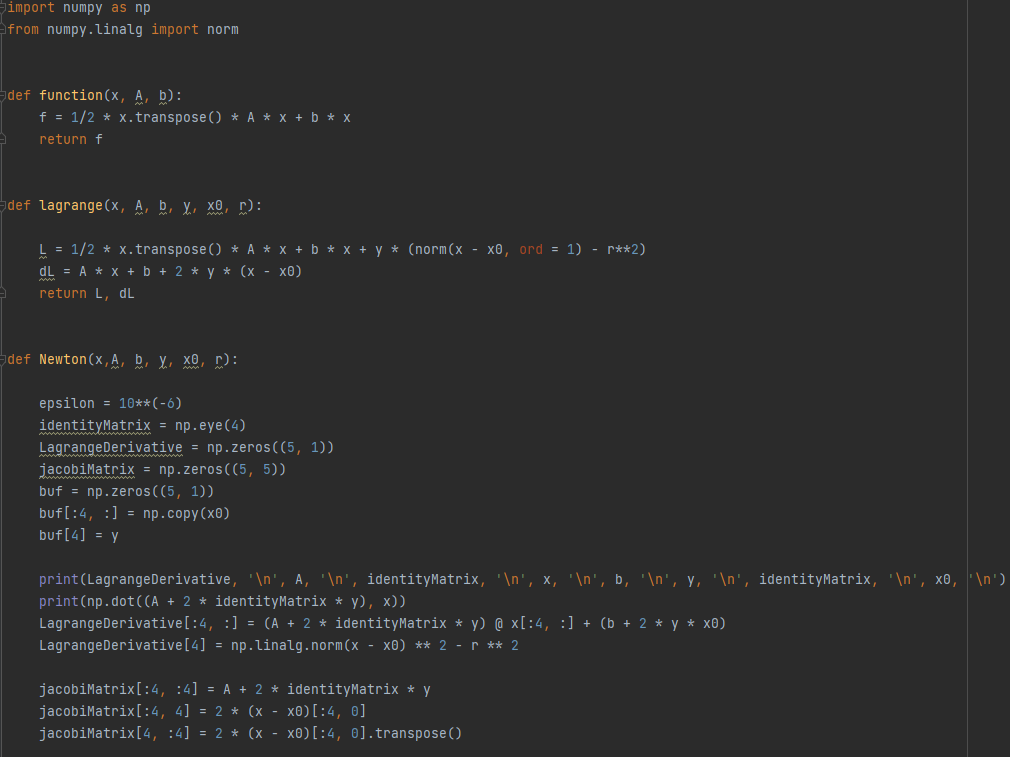 import numpy as np
from numpy.linalg import norm
def function(x, A, b):
    f = 1/2 * x.transpose() * A * x + b * x
    return f
def lagrange(x, A, b, y, x0, r):
    L = 1/2 * x.transpose() * A * x + b * x + y * (norm(x - x0, ord = 1) - r**2)
    dL = A * x + b + 2 * y * (x - x0)
    return L, dL
def Newton(x,A, b, y, x0, r):
    epsilon = 10**(-6)
    identityMatrix = np.eye(4)
    LagrangeDerivative = np.zeros((5, 1))
    jacobiMatrix = np.zeros((5, 5))
    buf = np.zeros((5, 1))
    buf[:4, :] = np.copy(x0)
    buf[4] = y
    print(LagrangeDerivative, '\n', A, '\n', identityMatrix, '\n', x, '\n', b, '\n', y, '\n', identityMatrix, '\n', x0, '\n')
    print(np.dot((A + 2 * identityMatrix * y), x))
    LagrangeDerivative[:4, :] = (A + 2 * identityMatrix * y) @ x[:4, :] + (b + 2 * y * x0)
    LagrangeDerivative[4] = np.linalg.norm(x - x0) ** 2 - r ** 2
    jacobiMatrix[:4, :4] = A + 2 * identityMatrix * y
    jacobiMatrix[:4, 4] = 2 * (x - x0)[:4, 0]
    jacobiMatrix[4, :4] = 2 * (x - x0)[:4, 0].transpose()